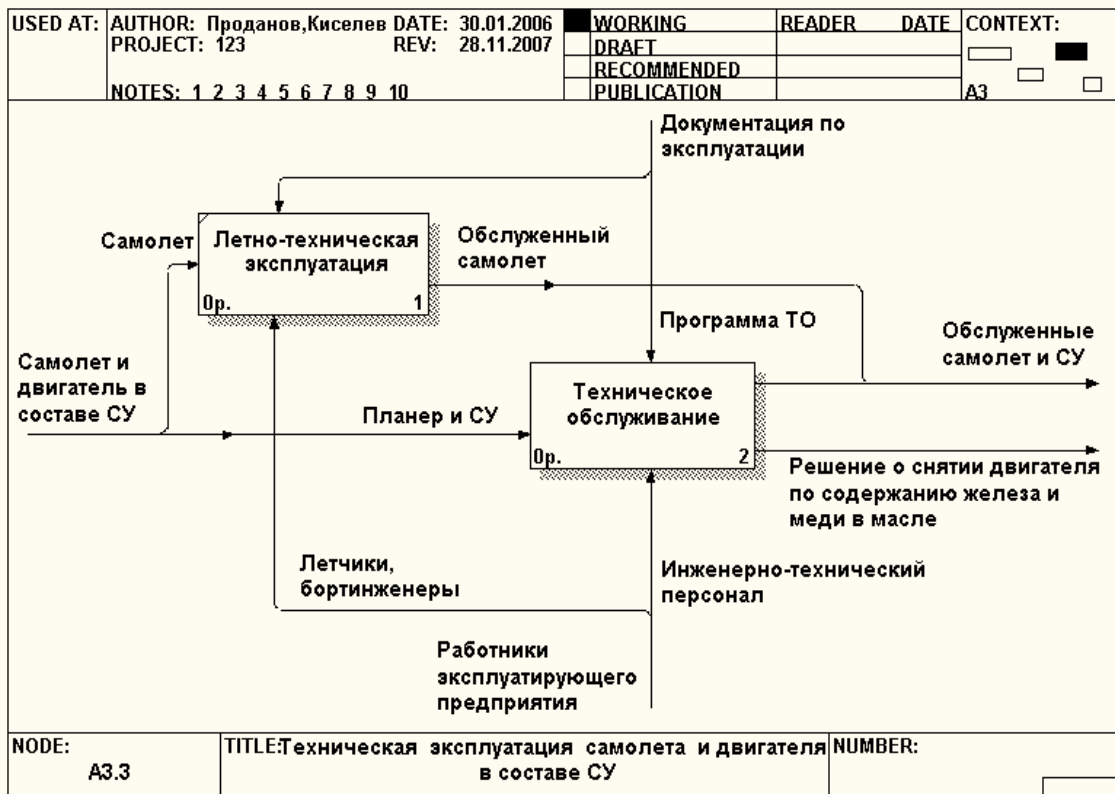 USED AT:
AUTHOR: Проданов,Киселев
DATE: 30.01.2006
PROJECT: 123
REV: 28.11.2007
NOTES: 1 2 3 4 5 6 7 8 9 10
WORKING
DRAFT
RECOMMENDED
PUBLICATION
READER DATE
CONTEXT:
A3
Документация по
эксплуатации
Самолет
Летно-техническая
эксплуатация
0р.
1
Обслуженный
самолет
Программа ТО
Обслуженные
самолет и СУ
Самолет и
двигатель в
составе СУ
Планер и СУ
Техническое
обслуживание
0р.
2
Решение о снятии двигателя
по содержанию железа и
меди в масле
Летчики,
бортинженеры
Инженерно-технический
персонал
Работники
эксплуатирующего
предприятия
NODE:
A3.3
TITLE:Техническая эксплуатация самолета и двигателя
в составе СУ
NUMBER: